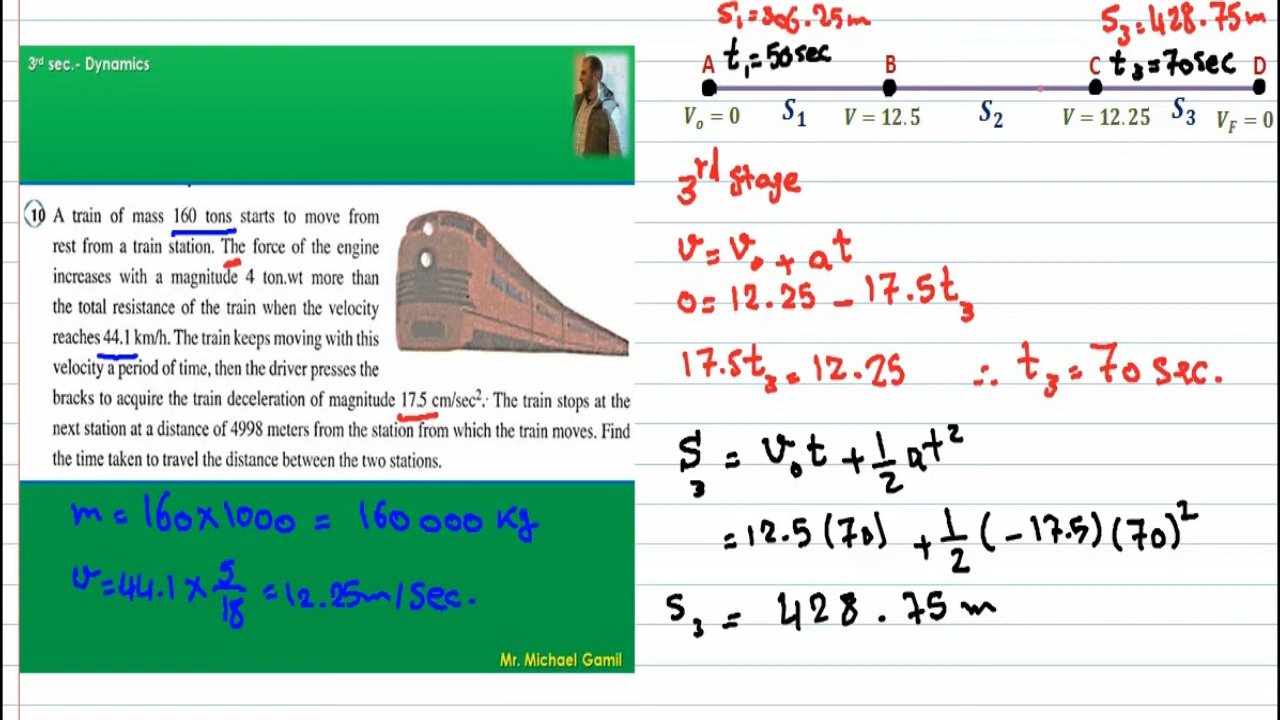 3rd sec.- Dynamics
10 A train of mass 160 tons starts to move from
rest from a train station. The force of the engine
increases with a magnitude 4 ton.wt more than
the total resistance of the train when the velocity
reaches 44.1 km/h. The train keeps moving with this
velocity a period of time, then the driver presses the
bracks to acquire the train deceleration of magnitude 17.5 cm/sec². The train stops at the
next station at a distance of 4998 meters from the station from which the train moves. Find
the time taken to travel the distance between the two stations.
m = 160 × 1000 = 160 000 kg
v = 44.1 × 5/18 = 12.25 m/sec.
Mr. Michael Gamil
S₁ = 306.25 m S₃ = 428.75 m
A t₁ = 50 sec B C t₃ = 70 sec D
V₀ = 0 S₁ V = 12.5 S₂ V = 12.25 S₃ V_F = 0
3rd stage
v = v₀ + at
0 = 12.25 - 17.5t₃
17.5t₃ = 12.25 ∴ t₃ = 70 sec.
S₃ = v₀t + 1/2 at²
= 12.5 (70) + 1/2 (-17.5) (70)²
S₃ = 428.75 m